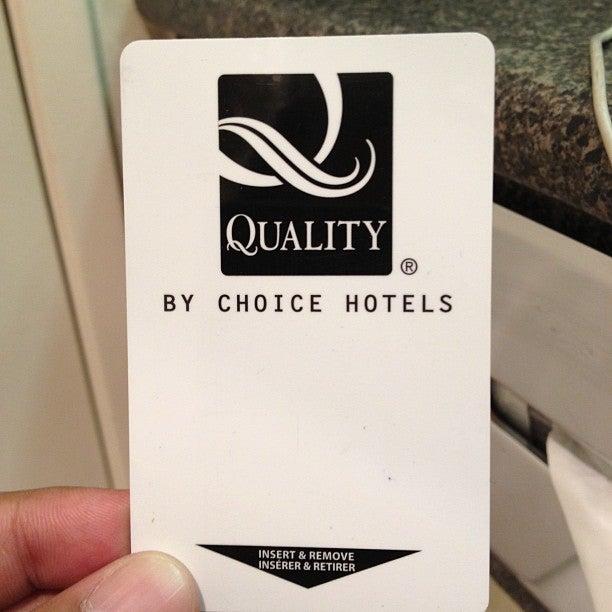 QUALITY
®
BY CHOICE HOTELS
INSERT & REMOVE
INSÉRER & RETIRER